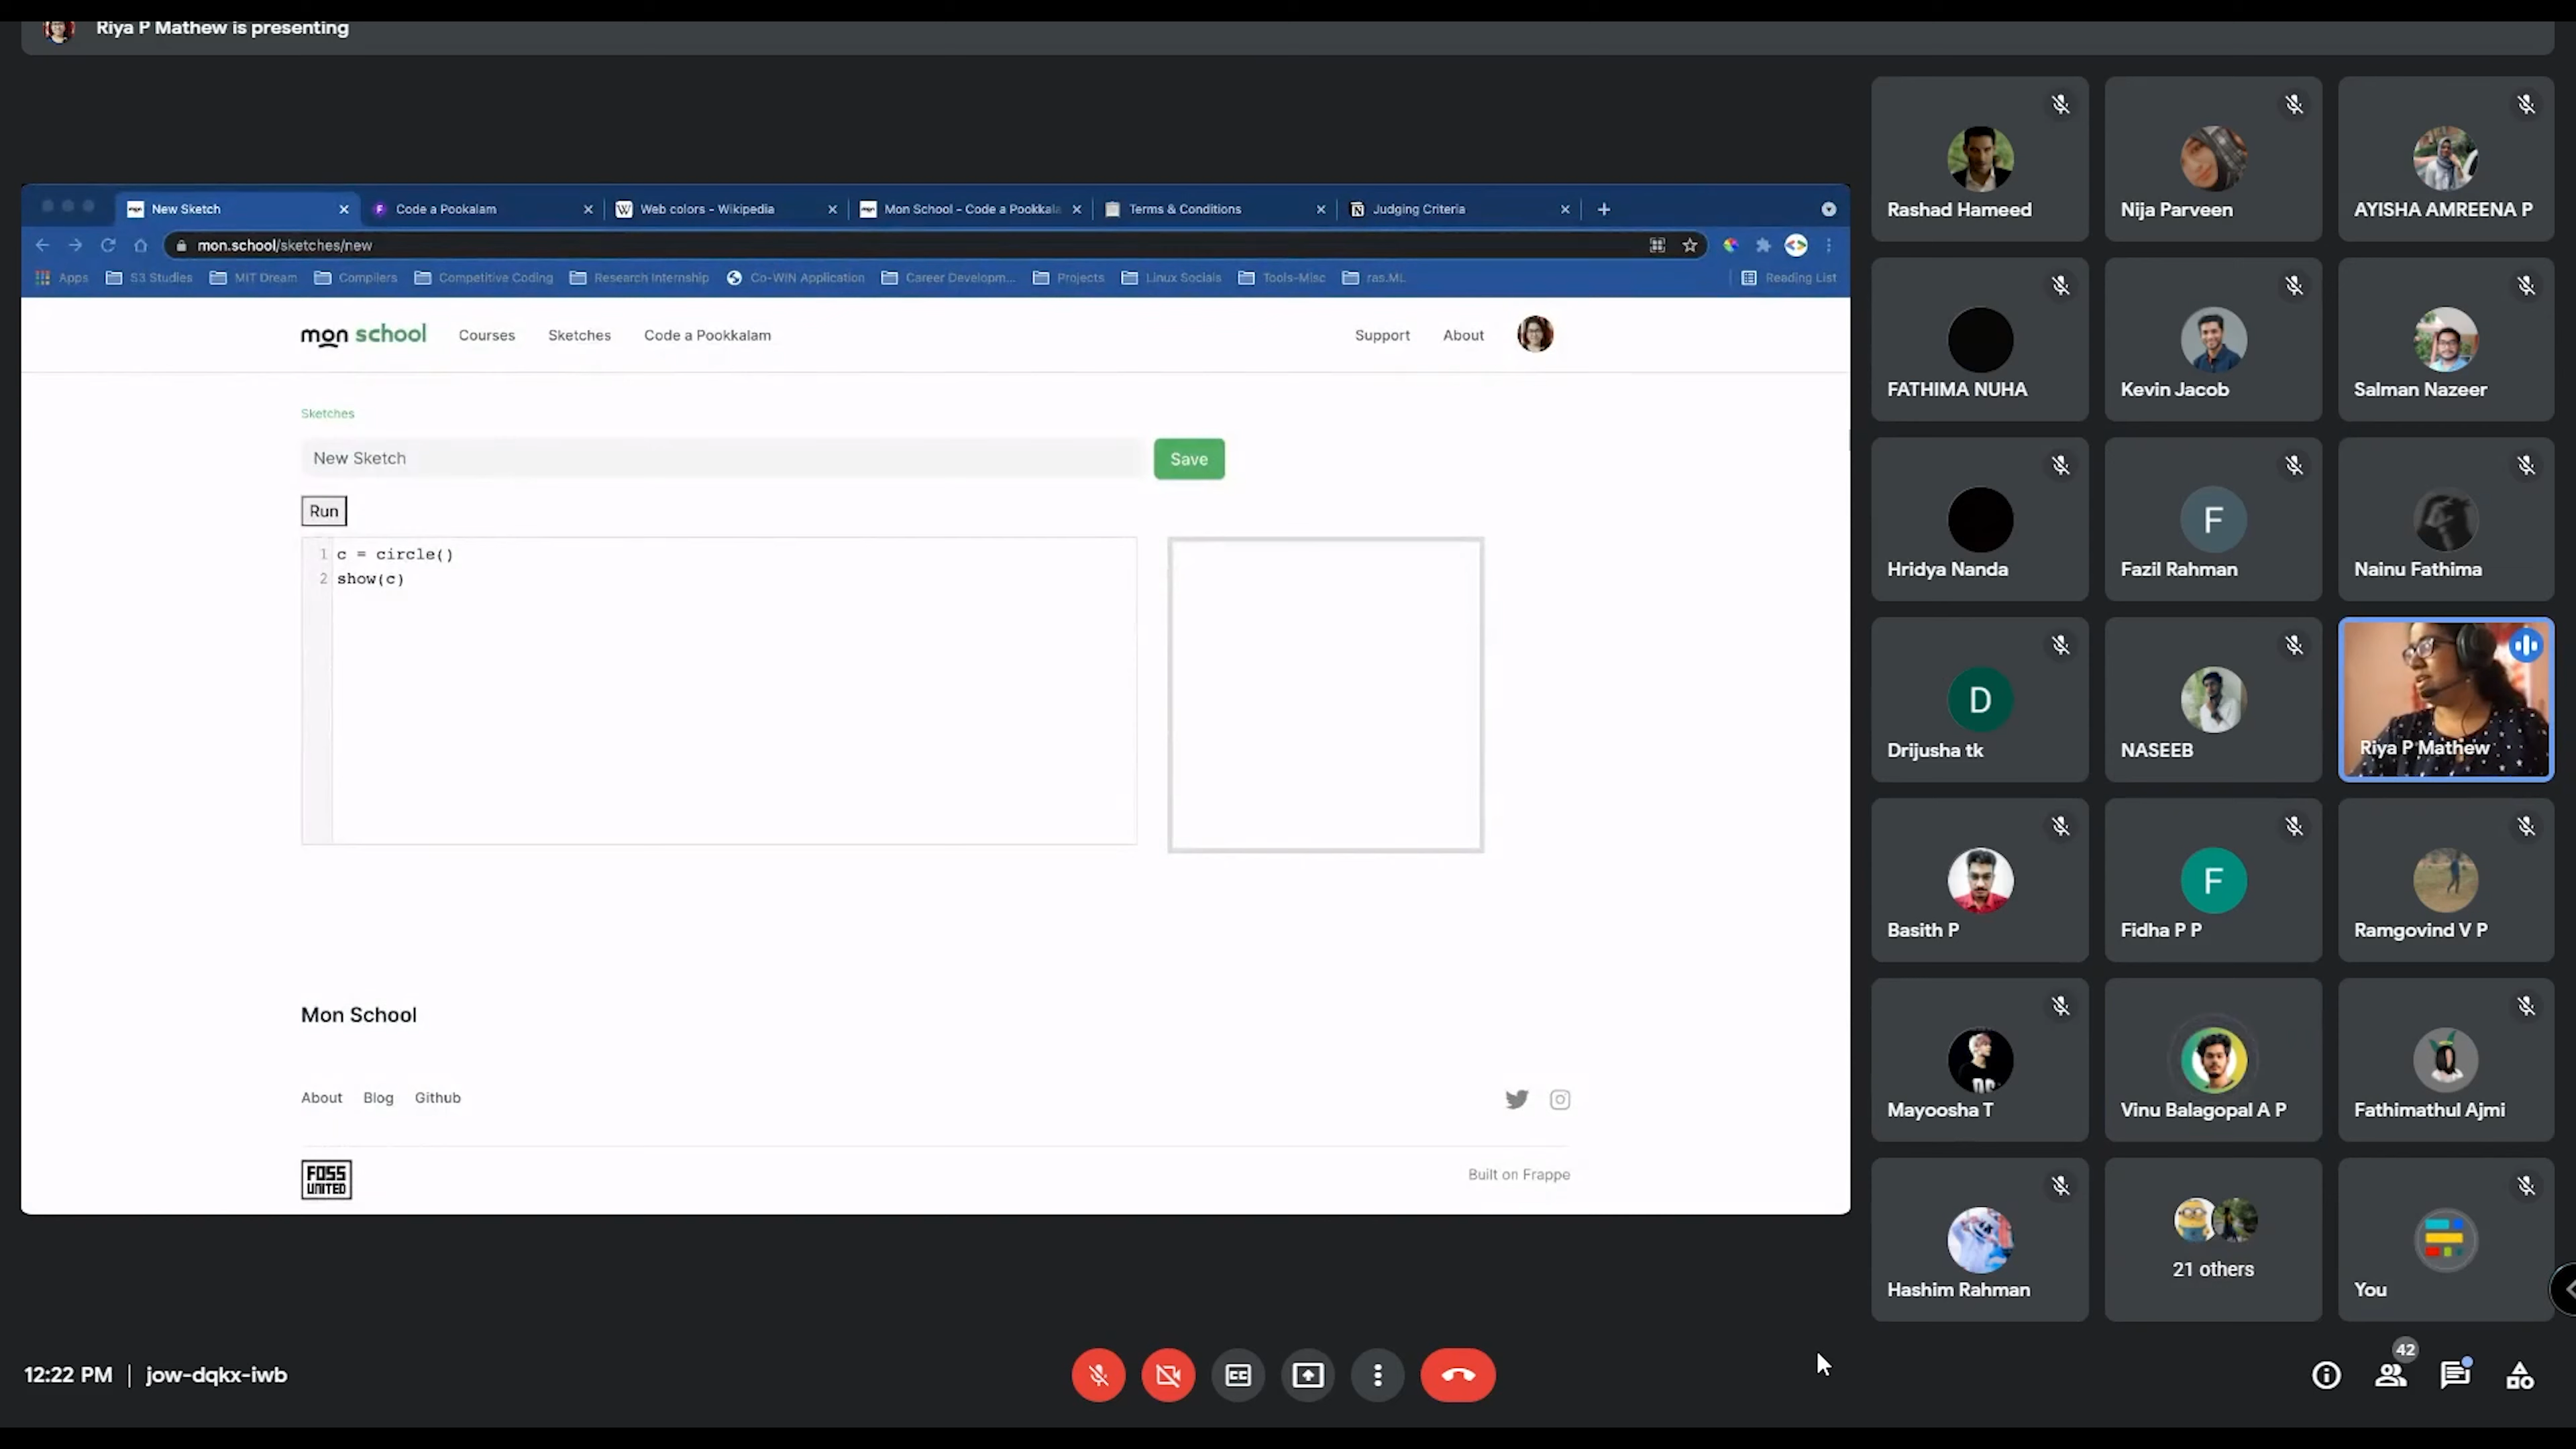 Riya P Mathew is presenting
New Sketch
Code a Pookalam
Web colors - Wikipedia
Mon School - Code a Pookkala
Terms & Conditions
Judging Criteria
mon.school/sketches/new
Apps
S3 Studies
MIT Dream
Compilers
Competitive Coding
Research Internship
Co-WIN Application
Career Developm...
Projects
Linux Socials
Tools-Misc
ras.ML
Reading List
mon school
Courses
Sketches
Code a Pookkalam
Support
About
Sketches
New Sketch
Save
Run
1 c = circle()
2 show(c)
Mon School
About
Blog
Github
FOSS
UNITED
Built on Frappe
Rashad Hameed
Nija Parveen
AYISHA AMREENA P
FATHIMA NUHA
Kevin Jacob
Salman Nazeer
Hridya Nanda
F
Fazil Rahman
Nainu Fathima
D
Drijusha tk
NASEEB
Riya P Mathew
Basith P
F
Fidha P P
Ramgovind V P
Mayoosha T
Vinu Balagopal A P
Fathimathul Ajmi
Hashim Rahman
21 others
You
12:22 PM | jow-dqkx-iwb
CC
42